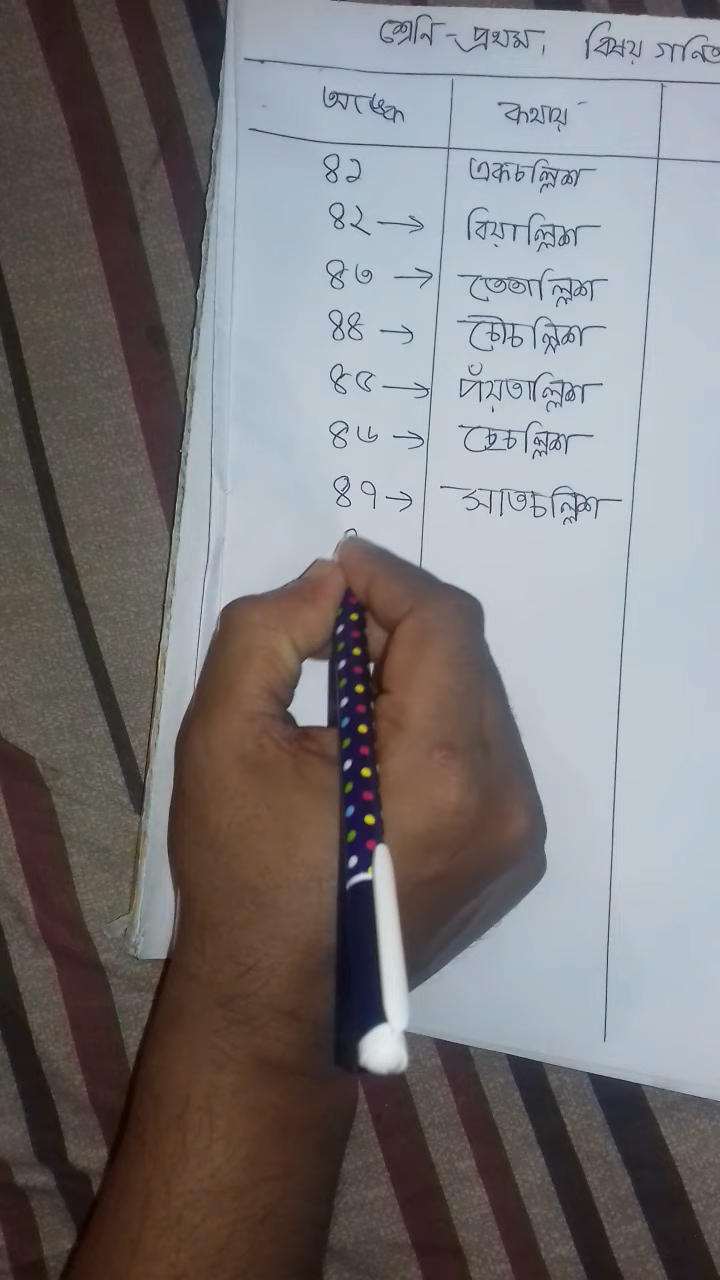 শ্রেনি - প্রথম, বিষয় গনিত
অঙ্কে কথায়
৪১ একচল্লিশ
৪২ → বিয়াল্লিশ
৪৩ → তেতাল্লিশ
৪৪ → চৌচল্লিশ
৪৫ → পঁয়তাল্লিশ
৪৬ → ছেচল্লিশ
৪৭ → সাতচল্লিশ